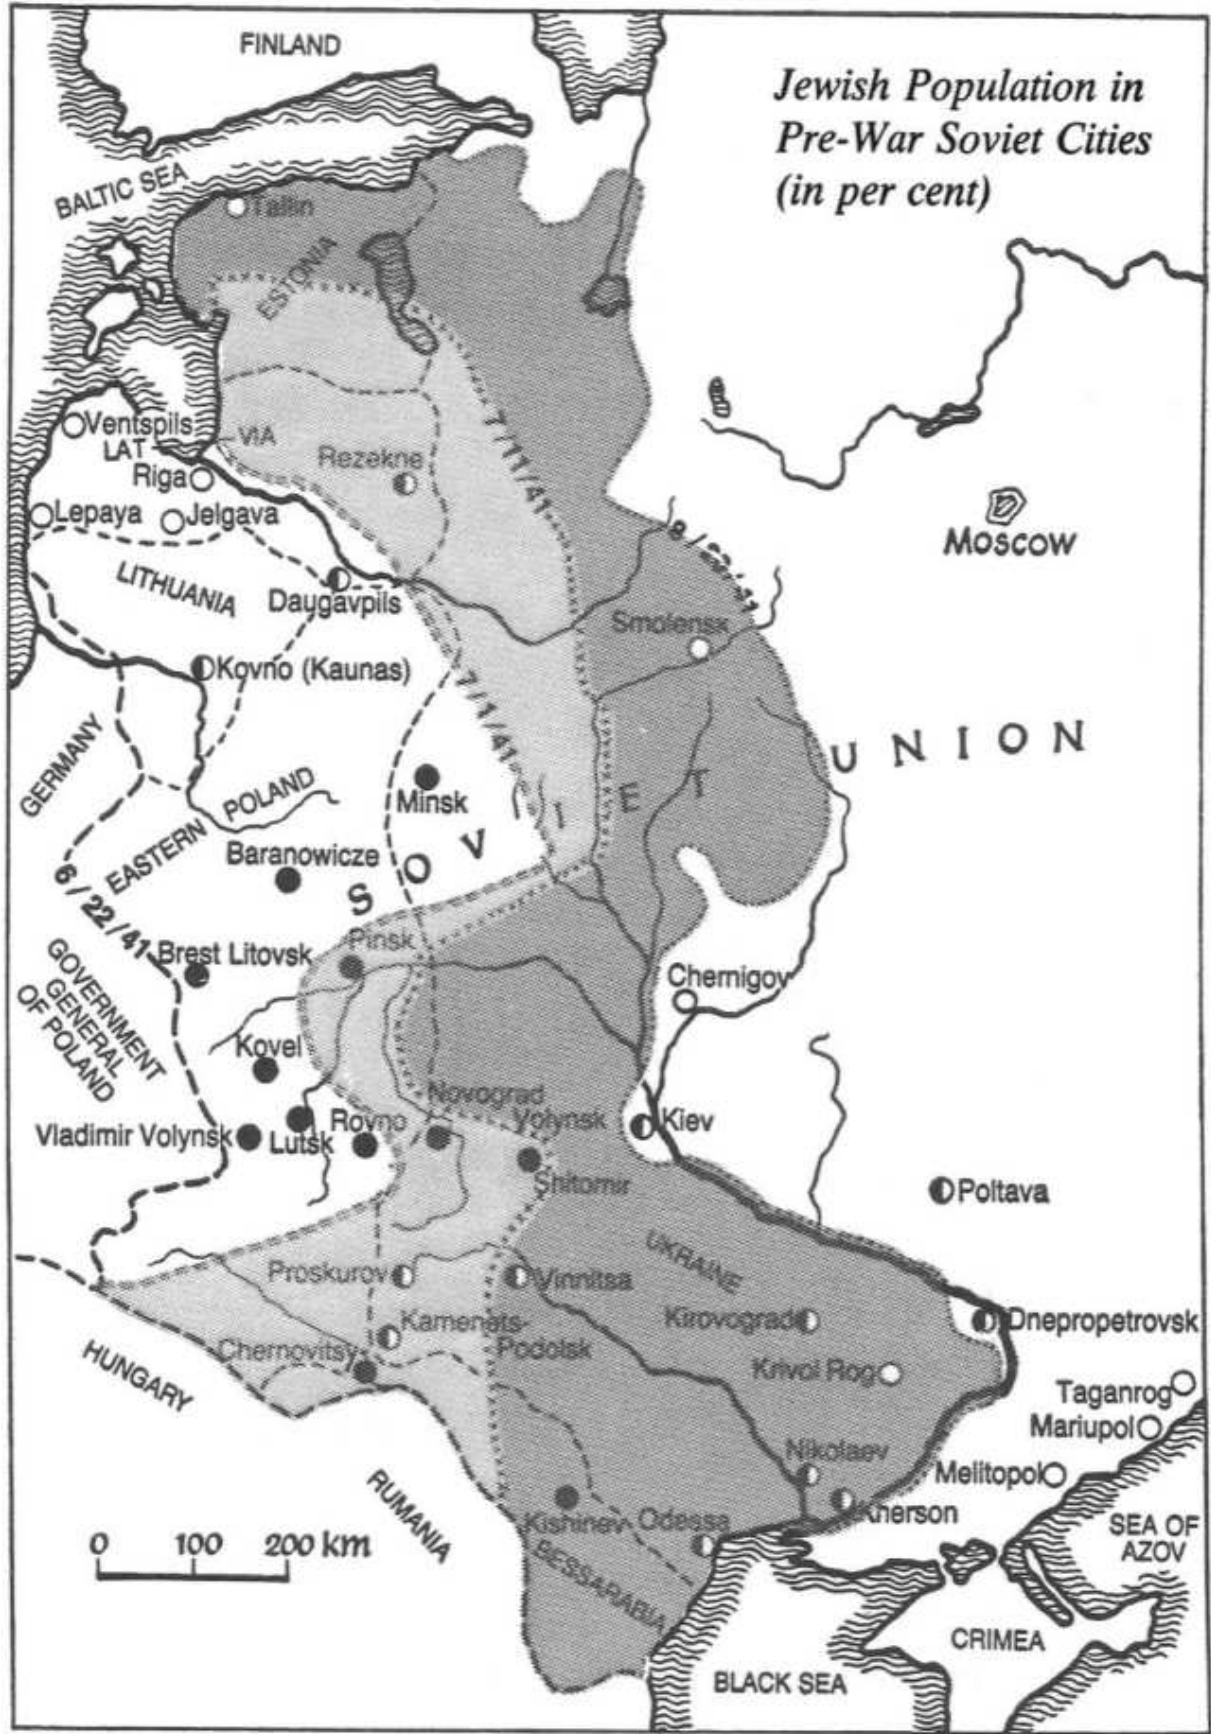 FINLAND
Jewish Population in
Pre-War Soviet Cities
(in per cent)
BALTIC SEA
Tallin
ESTONIA
7/11/41
Ventspils
LAT
VIA
Riga
Rezekne
Lepaya
Jelgava
Moscow
LITHUANIA
Daugavpils
Smolensk
Kovno (Kaunas)
7/1/41
GERMANY
UNION
SOVIET
Minsk
EASTERN POLAND
Baranowicze
6/22/41
Pinsk
Brest Litovsk
GOVERNMENT
GENERAL
OF POLAND
Chernigov
Kovel
Novograd
Volynsk
Vladimir Volynsk
Lutsk
Rovno
Kiev
Shitomir
Poltava
UKRAINE
Proskurov
Vinnitsa
Kirovograd
Dnepropetrovsk
Kamenets-
Podolsk
Chernovitsy
HUNGARY
Krivoi Rog
Taganrog
Mariupol
Nikolaev
Melitopol
RUMANIA
Kishinev
Odessa
Kherson
SEA OF
AZOV
0 100 200 km
BESSARABIA
CRIMEA
BLACK SEA